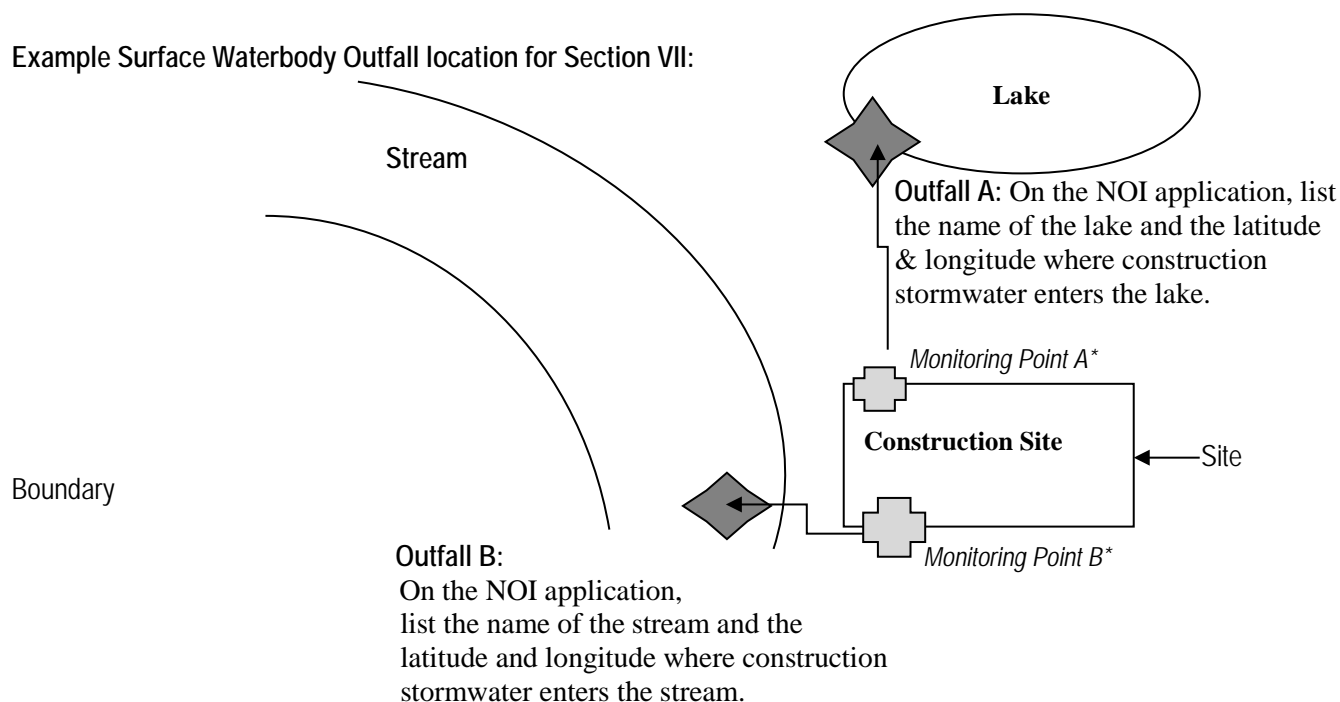 Example Surface Waterbody Outfall location for Section VII:
Lake
Stream
Outfall A: On the NOI application, list
the name of the lake and the latitude
& longitude where construction
stormwater enters the lake.
Monitoring Point A*
Construction Site
Site
Boundary
Monitoring Point B*
Outfall B:
On the NOI application,
list the name of the stream and the
latitude and longitude where construction
stormwater enters the stream.